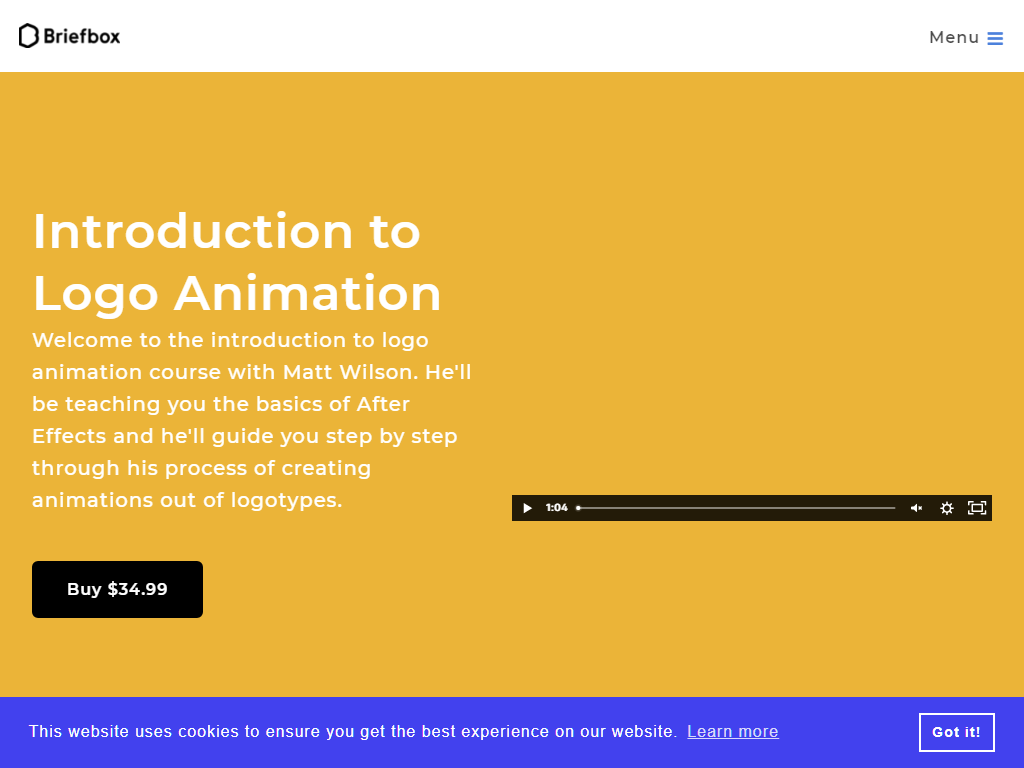 Briefbox
Menu
Introduction to
Logo Animation
Welcome to the introduction to logo
animation course with Matt Wilson. He'll
be teaching you the basics of After
Effects and he'll guide you step by step
through his process of creating
animations out of logotypes.
1:04
Buy $34.99
This website uses cookies to ensure you get the best experience on our website. Learn more
Got it!